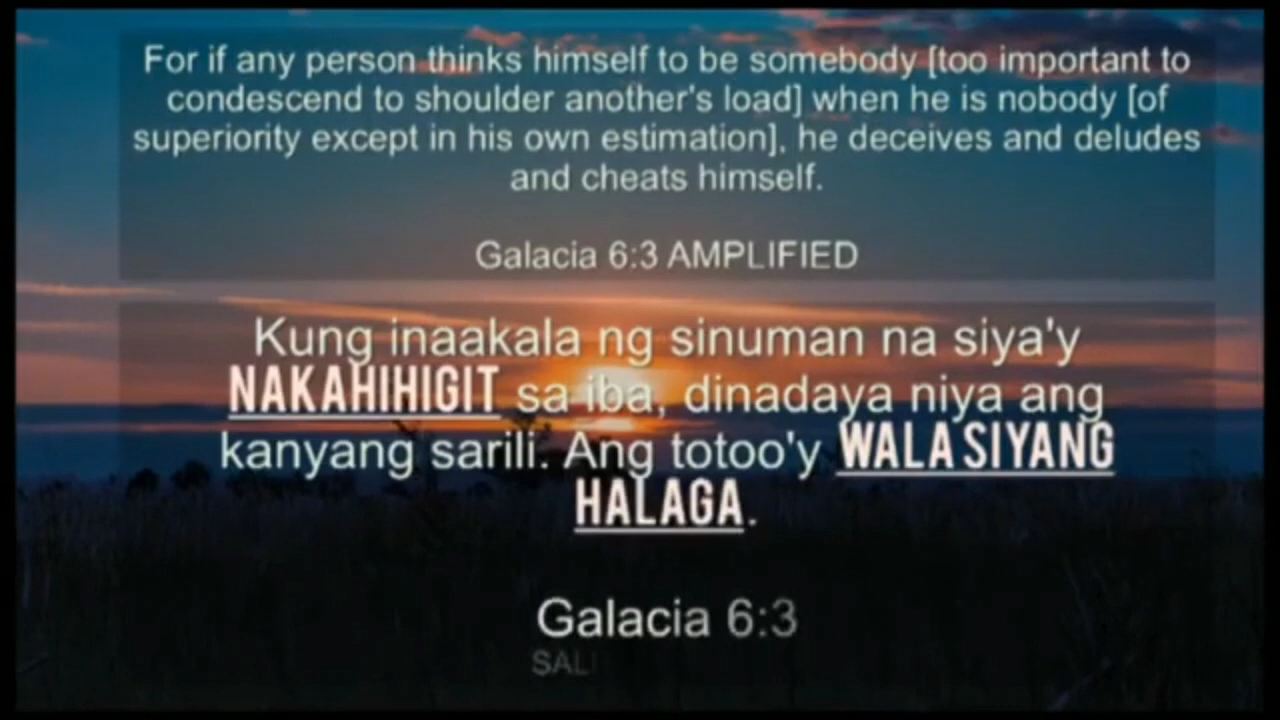 For if any person thinks himself to be somebody [too important to
condescend to shoulder another's load] when he is nobody [of
superiority except in his own estimation], he deceives and deludes
and cheats himself.
Galacia 6:3 AMPLIFIED
Kung inaakala ng sinuman na siya'y
NAKAHIHIGIT sa iba, dinadaya niya ang
kanyang sarili. Ang totoo'y WALA SIYANG
HALAGA.
Galacia 6:3
SALI